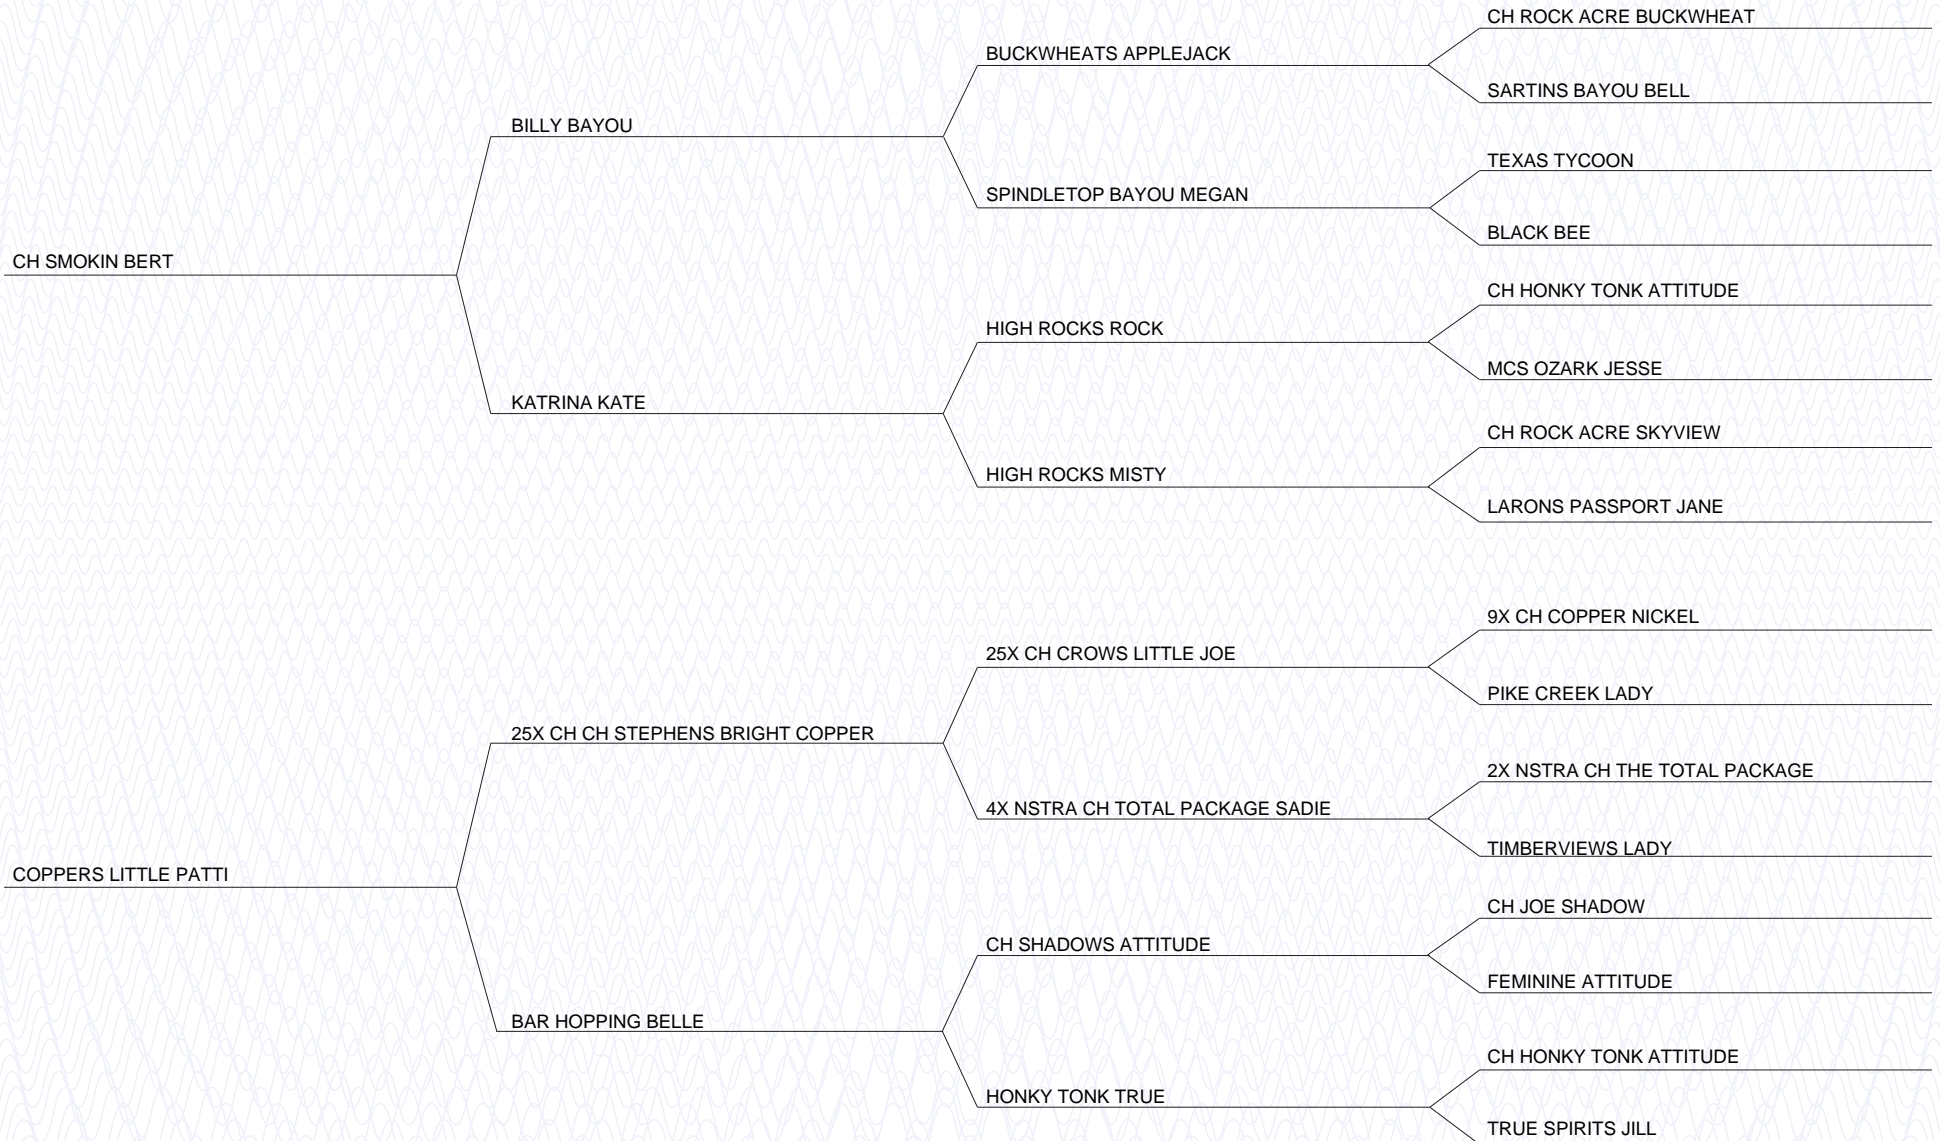 CH ROCK ACRE BUCKWHEAT
BUCKWHEATS APPLEJACK
SARTINS BAYOU BELL
BILLY BAYOU
TEXAS TYCOON
SPINDLETOP BAYOU MEGAN
BLACK BEE
CH SMOKIN BERT
CH HONKY TONK ATTITUDE
HIGH ROCKS ROCK
MCS OZARK JESSE
KATRINA KATE
CH ROCK ACRE SKYVIEW
HIGH ROCKS MISTY
LARONS PASSPORT JANE
9X CH COPPER NICKEL
25X CH CROWS LITTLE JOE
PIKE CREEK LADY
25X CH CH STEPHENS BRIGHT COPPER
2X NSTRA CH THE TOTAL PACKAGE
4X NSTRA CH TOTAL PACKAGE SADIE
TIMBERVIEWS LADY
COPPERS LITTLE PATTI
CH JOE SHADOW
CH SHADOWS ATTITUDE
FEMININE ATTITUDE
BAR HOPPING BELLE
CH HONKY TONK ATTITUDE
HONKY TONK TRUE
TRUE SPIRITS JILL